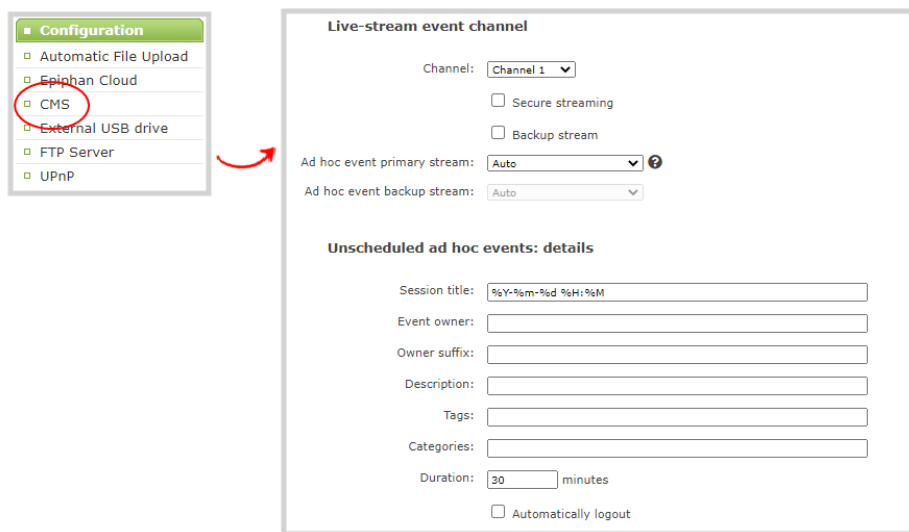 Configuration
Automatic File Upload
Epiphan Cloud
CMS
External USB drive
FTP Server
UPnP
Live-stream event channel
Channel: Channel 1
Secure streaming
Backup stream
Ad hoc event primary stream: Auto
Ad hoc event backup stream: Auto
Unscheduled ad hoc events: details
Session title: %Y-%m-%d %H:%M
Event owner:
Owner suffix:
Description:
Tags:
Categories:
Duration: 30 minutes
Automatically logout